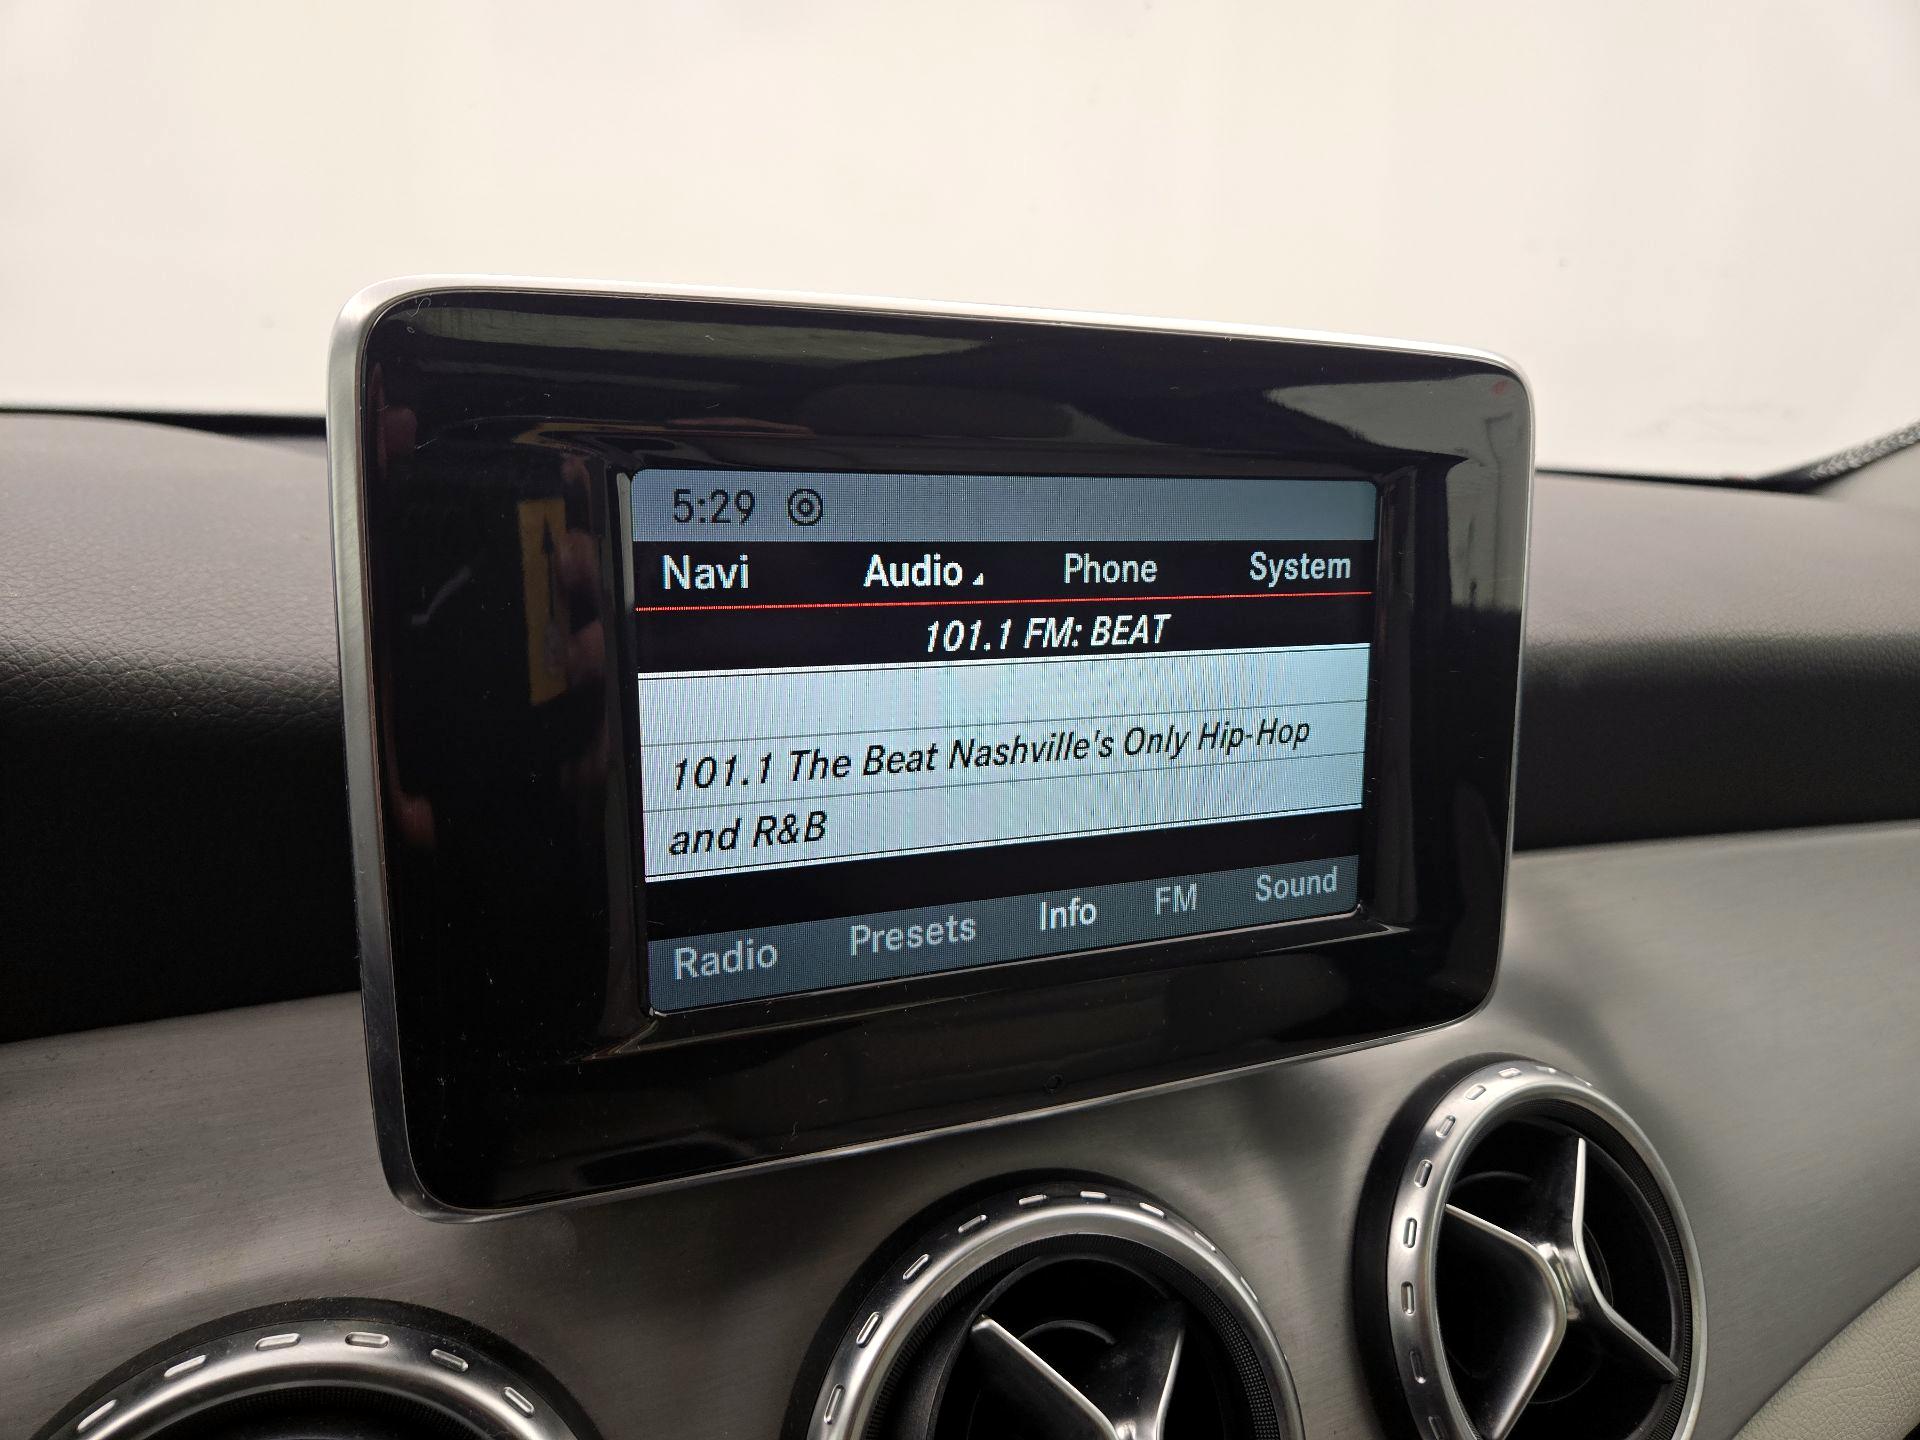 5:29
Navi Audio Phone System
101.1 FM: BEAT
101.1 The Beat Nashville's Only Hip-Hop
and R&B
Radio Presets Info FM Sound